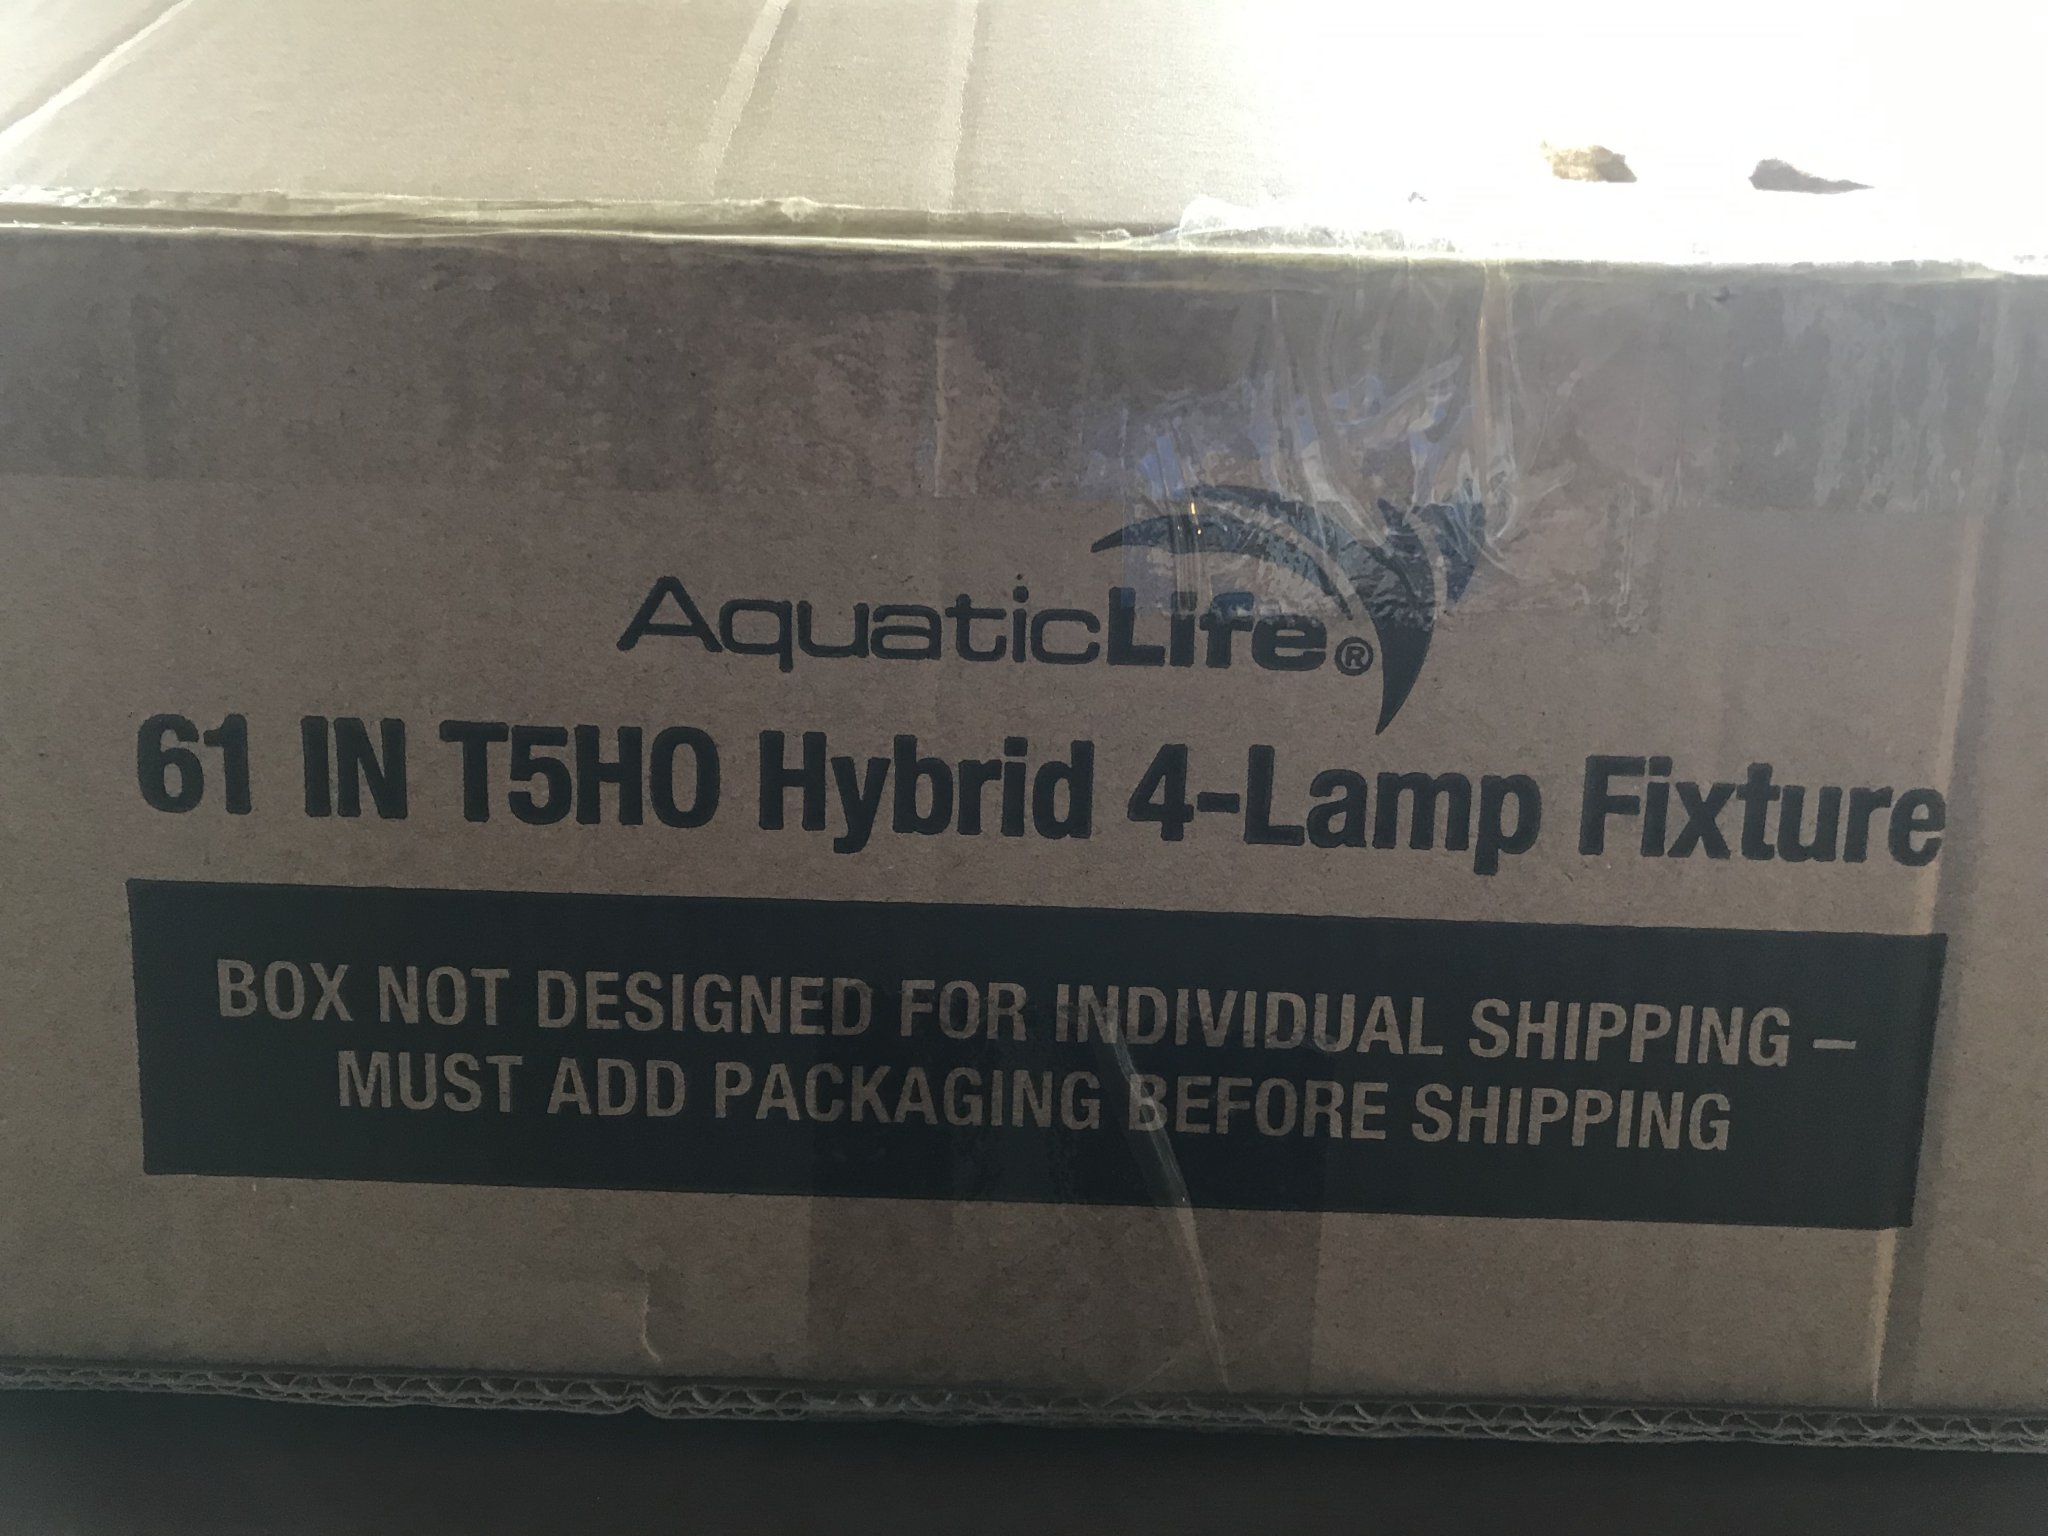 AquaticLife®
61 IN T5HO Hybrid 4-Lamp Fixture
BOX NOT DESIGNED FOR INDIVIDUAL SHIPPING –
MUST ADD PACKAGING BEFORE SHIPPING